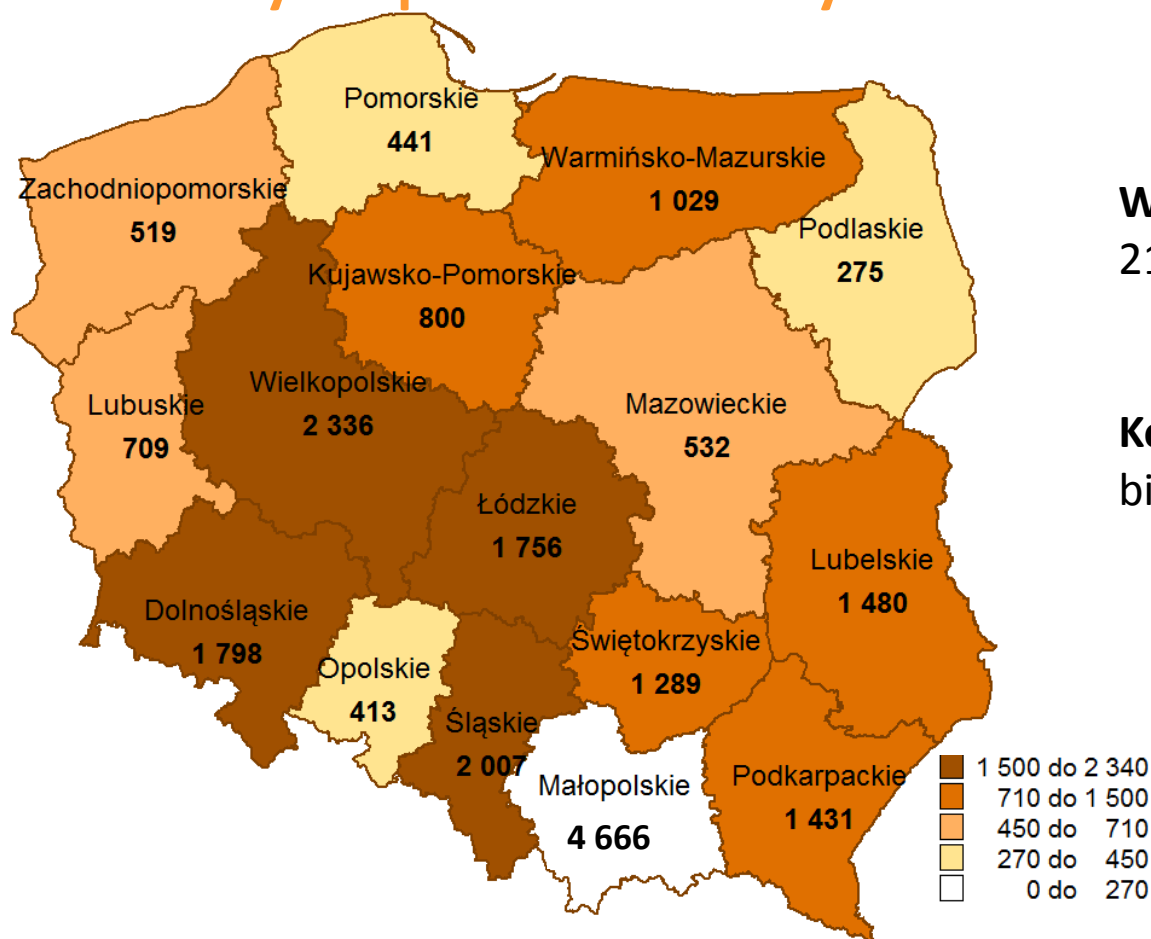 Pomorskie
441
Warmińsko-Mazurskie
1 029
Zachodniopomorskie
519
Podlaskie
275
Kujawsko-Pomorskie
800
Wielkopolskie
2 336
Lubuskie
709
Mazowieckie
532
Łódzkie
1 756
Lubelskie
1 480
Dolnośląskie
1 798
Świętokrzyskie
1 289
Opolskie
413
Śląskie
2 007
Małopolskie
4 666
Podkarpackie
1 431
1 500 do 2 340
710 do 1 500
450 do 710
270 do 450
0 do 270
W
21
bi